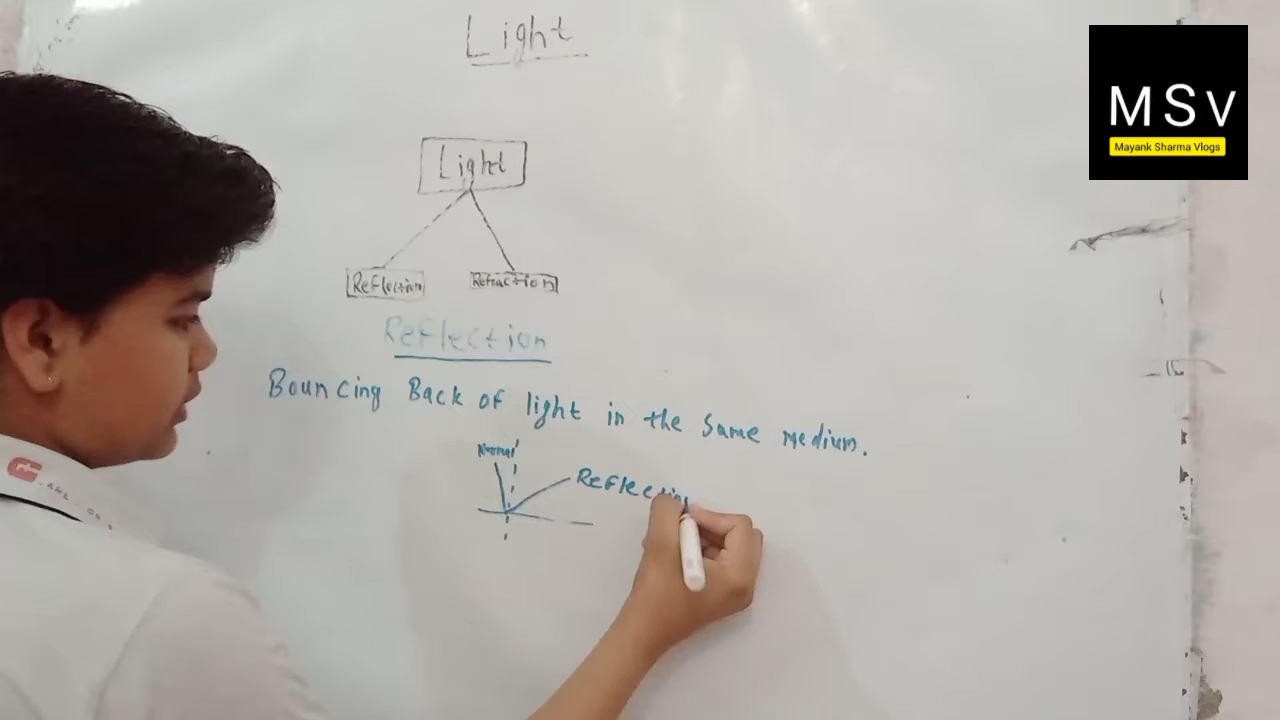 Light
MSV
Mayank Sharma Vlogs
Light
Reflection
Refraction
Reflection
Bouncing Back of light in the same medium.
Normal
Reflection